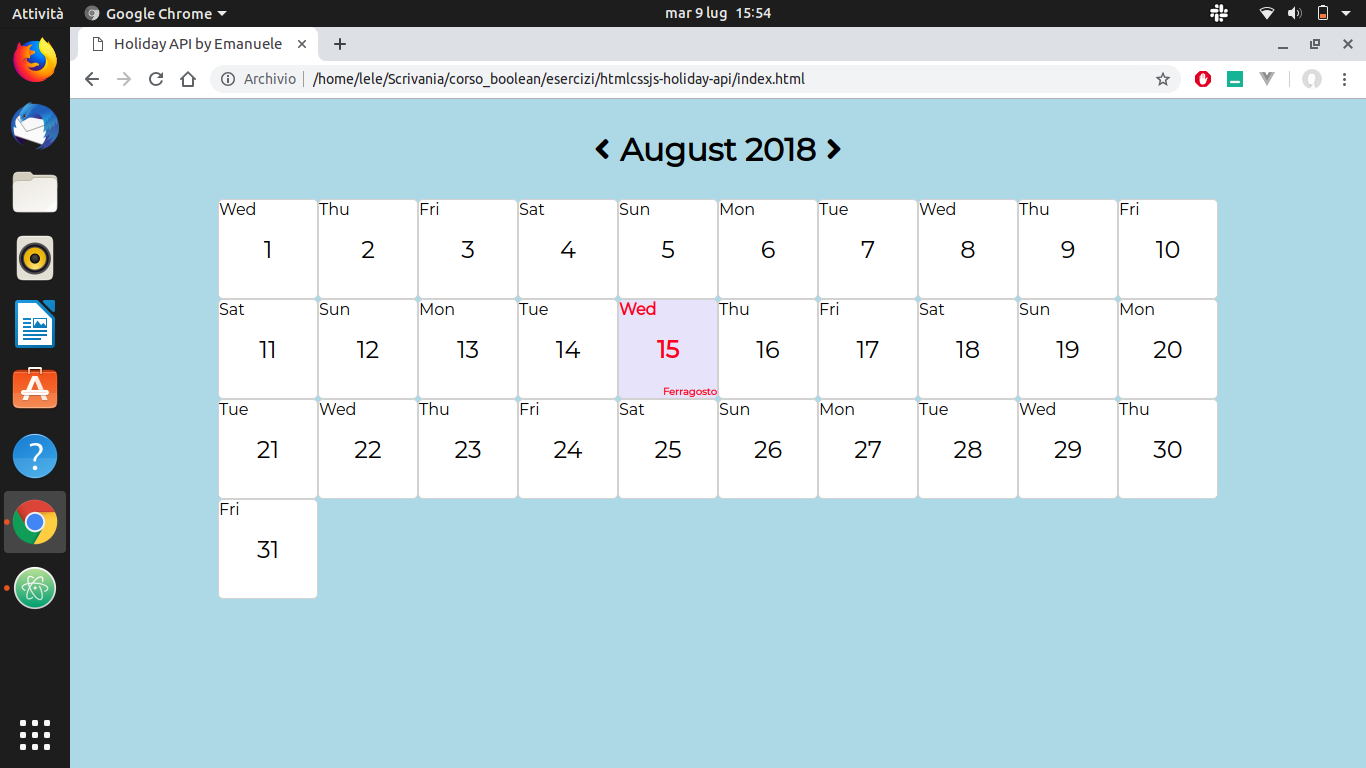 Attività Google Chrome mar 9 lug 15:54
Holiday API by Emanuele
Archivio /home/lele/Scrivania/corso_boolean/esercizi/htmlcssjs-holiday-api/index.html
August 2018
Wed Thu Fri Sat Sun Mon Tue Wed Thu Fri
1 2 3 4 5 6 7 8 9 10
Sat Sun Mon Tue Wed Thu Fri Sat Sun Mon
11 12 13 14 15 16 17 18 19 20
Ferragosto
Tue Wed Thu Fri Sat Sun Mon Tue Wed Thu
21 22 23 24 25 26 27 28 29 30
Fri
31